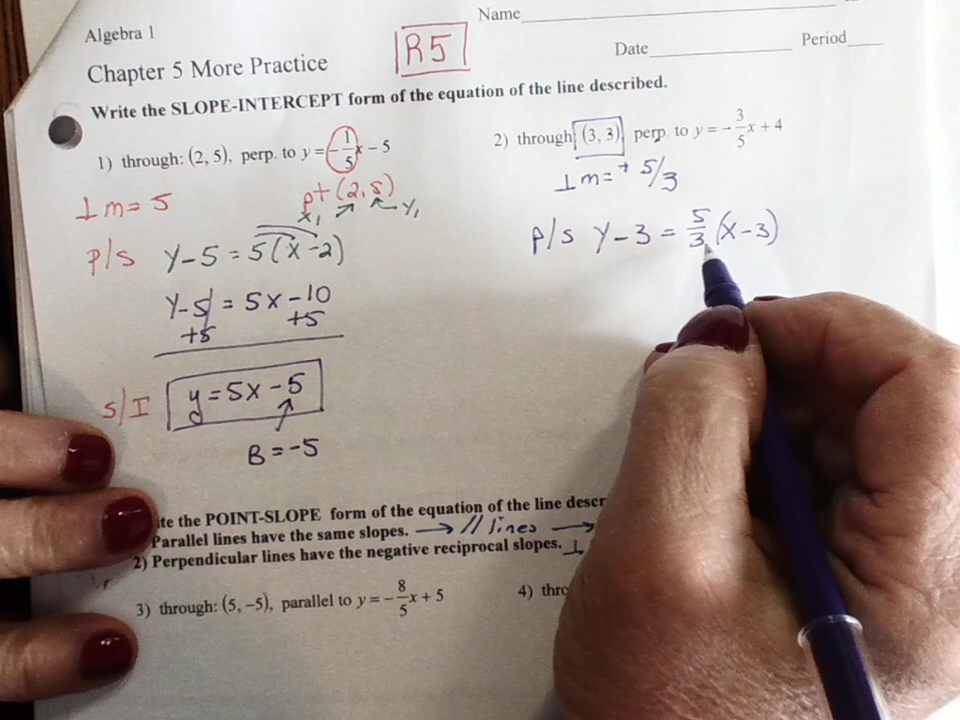 Name
Algebra 1
R5
Date
Period
Chapter 5 More Practice
Write the SLOPE-INTERCEPT form of the equation of the line described.
1) through: (2, 5), perp. to y = -1/5x - 5
⊥ m = 5
pt (2, 5)
x₁ y₁
p/s y - 5 = 5(x - 2)
y - 5 = 5x - 10
+5 +5
S/I y = 5x - 5
B = -5
2) through: (3, 3), perp. to y = -3/5x + 4
⊥ m = + 5/3
p/s y - 3 = 5/3(x - 3)
te the POINT-SLOPE form of the equation of the line descr
Parallel lines have the same slopes. → // lines →
2) Perpendicular lines have the negative reciprocal slopes. ⊥
3) through: (5, -5), parallel to y = -8/5x + 5
4) thro